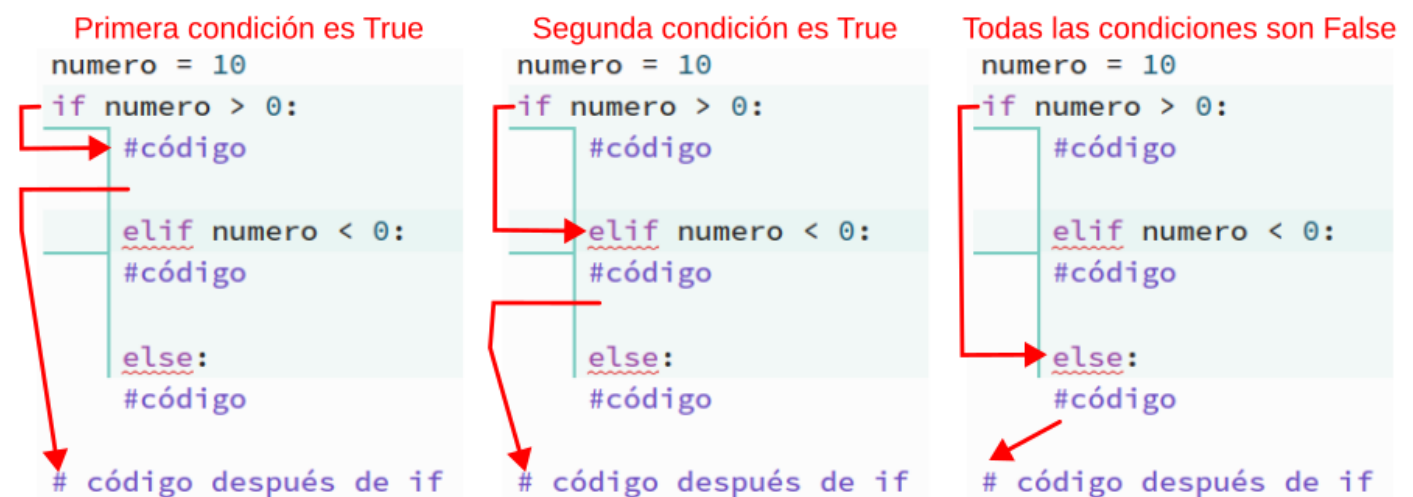 Primera condición es True
numero = 10
if numero > 0:
#código
elif numero < 0:
#código
else:
#código
# código después de if
Segunda condición es True
numero = 10
if numero > 0:
#código
elif numero < 0:
#código
else:
#código
# código después de if
Todas las condiciones son False
numero = 10
if numero > 0:
#código
elif numero < 0:
#código
else:
#código
# código después de if